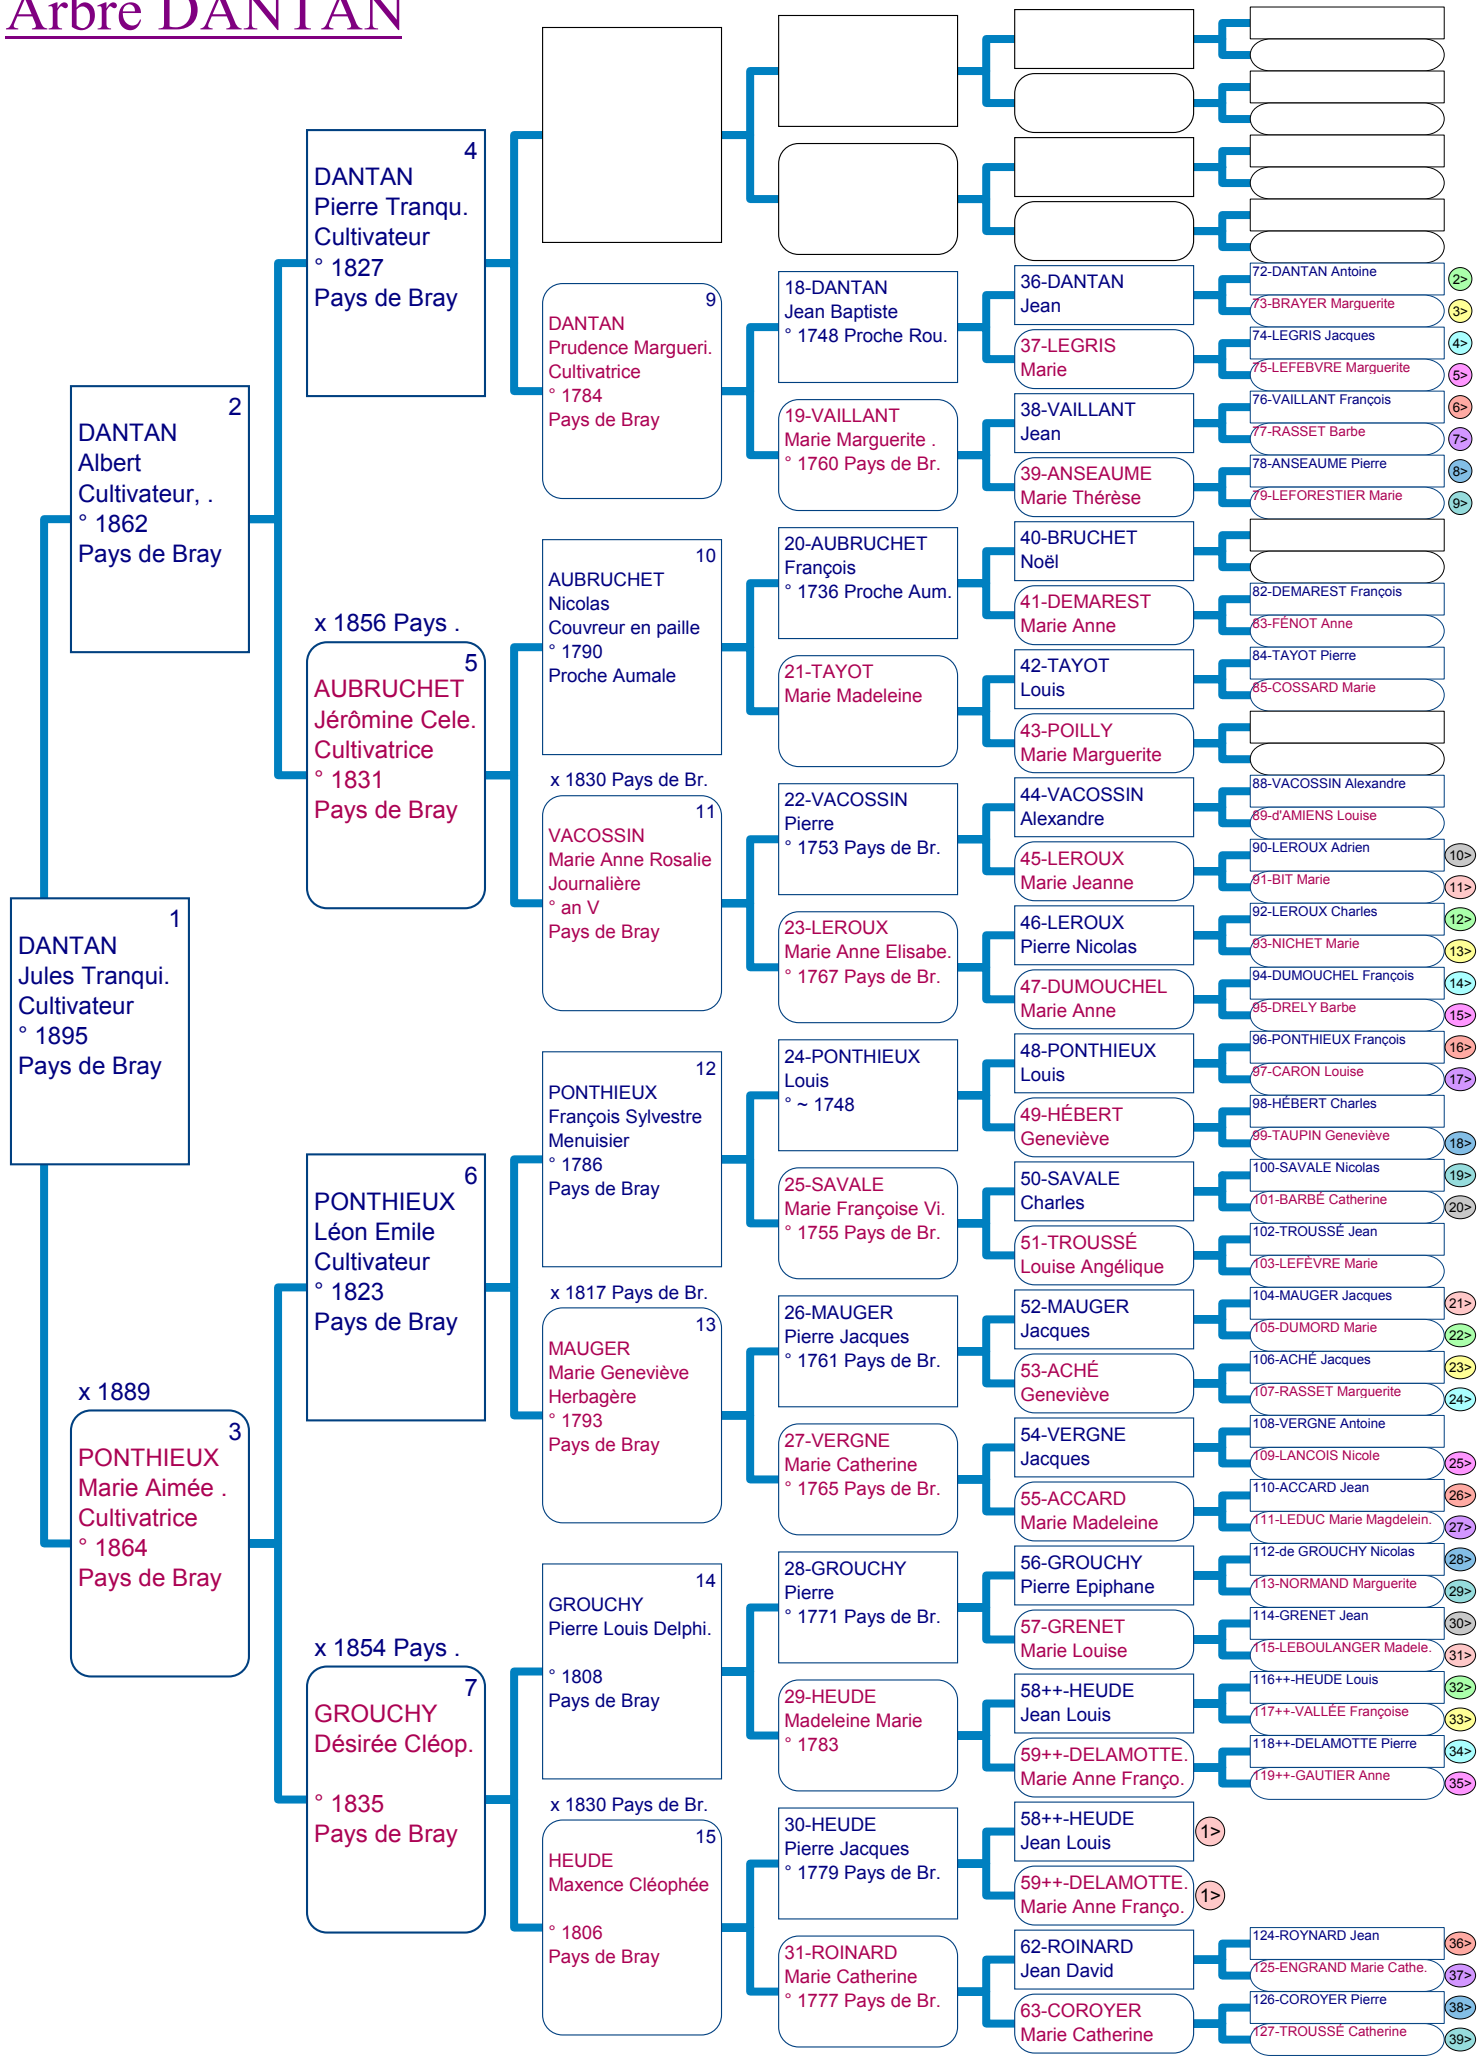 Arbre DANTAN
1
DANTAN
Jules Tranqui.
Cultivateur
° 1895
Pays de Bray
2
DANTAN
Albert
Cultivateur, .
° 1862
Pays de Bray
x 1889
3
PONTHIEUX
Marie Aimée .
Cultivatrice
° 1864
Pays de Bray
4
DANTAN
Pierre Tranqu.
Cultivateur
° 1827
Pays de Bray
x 1856 Pays .
5
AUBRUCHET
Jérômine Cele.
Cultivatrice
° 1831
Pays de Bray
6
PONTHIEUX
Léon Emile
Cultivateur
° 1823
Pays de Bray
x 1854 Pays .
7
GROUCHY
Désirée Cléop.
° 1835
Pays de Bray
9
DANTAN
Prudence Margueri.
Cultivatrice
° 1784
Pays de Bray
10
AUBRUCHET
Nicolas
Couvreur en paille
° 1790
Proche Aumale
x 1830 Pays de Br.
11
VACOSSIN
Marie Anne Rosalie
Journalière
° an V
Pays de Bray
12
PONTHIEUX
François Sylvestre
Menuisier
° 1786
Pays de Bray
x 1817 Pays de Br.
13
MAUGER
Marie Geneviève
Herbagère
° 1793
Pays de Bray
14
GROUCHY
Pierre Louis Delphi.
° 1808
Pays de Bray
x 1830 Pays de Br.
15
HEUDE
Maxence Cléophée
° 1806
Pays de Bray
18-DANTAN
Jean Baptiste
° 1748 Proche Rou.
19-VAILLANT
Marie Marguerite .
° 1760 Pays de Br.
20-AUBRUCHET
François
° 1736 Proche Aum.
21-TAYOT
Marie Madeleine
22-VACOSSIN
Pierre
° 1753 Pays de Br.
23-LEROUX
Marie Anne Elisabe.
° 1767 Pays de Br.
24-PONTHIEUX
Louis
° ~ 1748
25-SAVALE
Marie Françoise Vi.
° 1755 Pays de Br.
26-MAUGER
Pierre Jacques
° 1761 Pays de Br.
27-VERGNE
Marie Catherine
° 1765 Pays de Br.
28-GROUCHY
Pierre
° 1771 Pays de Br.
29-HEUDE
Madeleine Marie
° 1783
30-HEUDE
Pierre Jacques
° 1779 Pays de Br.
31-ROINARD
Marie Catherine
° 1777 Pays de Br.
36-DANTAN
Jean
37-LEGRIS
Marie
38-VAILLANT
Jean
39-ANSEAUME
Marie Thérèse
40-BRUCHET
Noël
41-DEMAREST
Marie Anne
42-TAYOT
Louis
43-POILLY
Marie Marguerite
44-VACOSSIN
Alexandre
45-LEROUX
Marie Jeanne
46-LEROUX
Pierre Nicolas
47-DUMOUCHEL
Marie Anne
48-PONTHIEUX
Louis
49-HÉBERT
Geneviève
50-SAVALE
Charles
51-TROUSSÉ
Louise Angélique
52-MAUGER
Jacques
53-ACHÉ
Geneviève
54-VERGNE
Jacques
55-ACCARD
Marie Madeleine
56-GROUCHY
Pierre Epiphane
57-GRENET
Marie Louise
58++-HEUDE
Jean Louis
59++-DELAMOTTE.
Marie Anne Franço.
58++-HEUDE
Jean Louis
1>
59++-DELAMOTTE.
Marie Anne Franço.
1>
62-ROINARD
Jean David
63-COROYER
Marie Catherine
72-DANTAN Antoine 2>
73-BRAYER Marguerite 3>
74-LEGRIS Jacques 4>
75-LEFEBVRE Marguerite 5>
76-VAILLANT François 6>
77-RASSET Barbe 7>
78-ANSEAUME Pierre 8>
79-LEFORESTIER Marie 9>
82-DEMAREST François
83-FÉNOT Anne
84-TAYOT Pierre
85-COSSARD Marie
88-VACOSSIN Alexandre
89-d'AMIENS Louise
90-LEROUX Adrien 10>
91-BIT Marie 11>
92-LEROUX Charles 12>
93-NICHET Marie 13>
94-DUMOUCHEL François 14>
95-DRELY Barbe 15>
96-PONTHIEUX François 16>
97-CARON Louise 17>
98-HÉBERT Charles
99-TAUPIN Geneviève 18>
100-SAVALE Nicolas 19>
101-BARBÉ Catherine 20>
102-TROUSSÉ Jean
103-LEFÈVRE Marie
104-MAUGER Jacques 21>
105-DUMORD Marie 22>
106-ACHÉ Jacques 23>
107-RASSET Marguerite 24>
108-VERGNE Antoine
109-LANCOIS Nicole 25>
110-ACCARD Jean 26>
111-LEDUC Marie Magdelein. 27>
112-de GROUCHY Nicolas 28>
113-NORMAND Marguerite 29>
114-GRENET Jean 30>
115-LEBOULANGER Madele. 31>
116++-HEUDE Louis 32>
117++-VALLÉE Françoise 33>
118++-DELAMOTTE Pierre 34>
119++-GAUTIER Anne 35>
124-ROYNARD Jean 36>
125-ENGRAND Marie Cathe. 37>
126-COROYER Pierre 38>
127-TROUSSÉ Catherine 39>